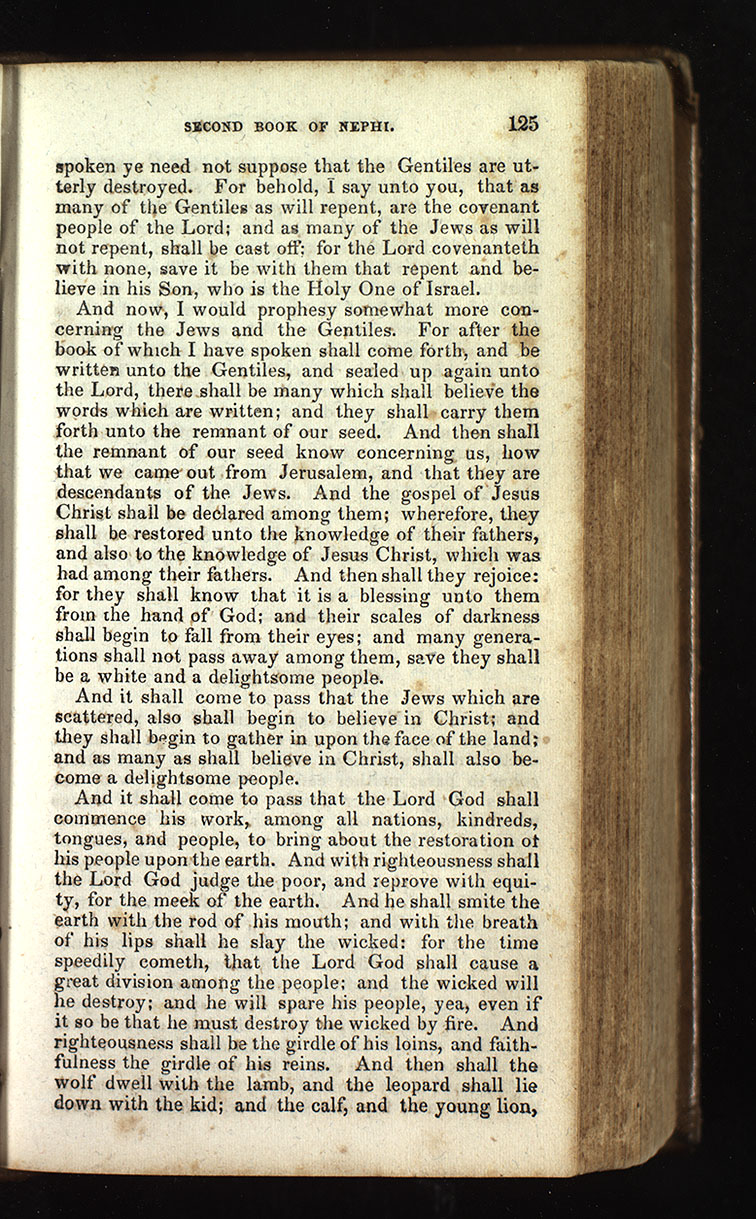 SECOND BOOK OF NEPHI. 125
spoken ye need not suppose that the Gentiles are ut-
terly destroyed. For behold, I say unto you, that as
many of the Gentiles as will repent, are the covenant
people of the Lord; and as many of the Jews as will
not repent, shall be cast off: for the Lord covenanteth
with none, save it be with them that repent and be-
lieve in his Son, who is the Holy One of Israel.
And now, I would prophesy somewhat more con-
cerning the Jews and the Gentiles. For after the
book of which I have spoken shall come forth, and be
written unto the Gentiles, and sealed up again unto
the Lord, there shall be many which shall believe the
words which are written; and they shall carry them
forth unto the remnant of our seed. And then shall
the remnant of our seed know concerning us, how
that we came out from Jerusalem, and that they are
descendants of the Jews. And the gospel of Jesus
Christ shall be declared among them; wherefore, they
shall be restored unto the knowledge of their fathers,
and also to the knowledge of Jesus Christ, which was
had among their fathers. And then shall they rejoice:
for they shall know that it is a blessing unto them
from the hand of God; and their scales of darkness
shall begin to fall from their eyes; and many genera-
tions shall not pass away among them, save they shall
be a white and a delightsome people.
And it shall come to pass that the Jews which are
scattered, also shall begin to believe in Christ; and
they shall begin to gather in upon the face of the land;
and as many as shall believe in Christ, shall also be-
come a delightsome people.
And it shall come to pass that the Lord God shall
commence his work, among all nations, kindreds,
tongues, and people, to bring about the restoration of
his people upon the earth. And with righteousness shall
the Lord God judge the poor, and reprove with equi-
ty, for the meek of the earth. And he shall smite the
earth with the rod of his mouth; and with the breath
of his lips shall he slay the wicked: for the time
speedily cometh, that the Lord God shall cause a
great division among the people; and the wicked will
he destroy; and he will spare his people, yea, even if
it so be that he must destroy the wicked by fire. And
righteousness shall be the girdle of his loins, and faith-
fulness the girdle of his reins. And then shall the
wolf dwell with the lamb, and the leopard shall lie
down with the kid; and the calf, and the young lion,